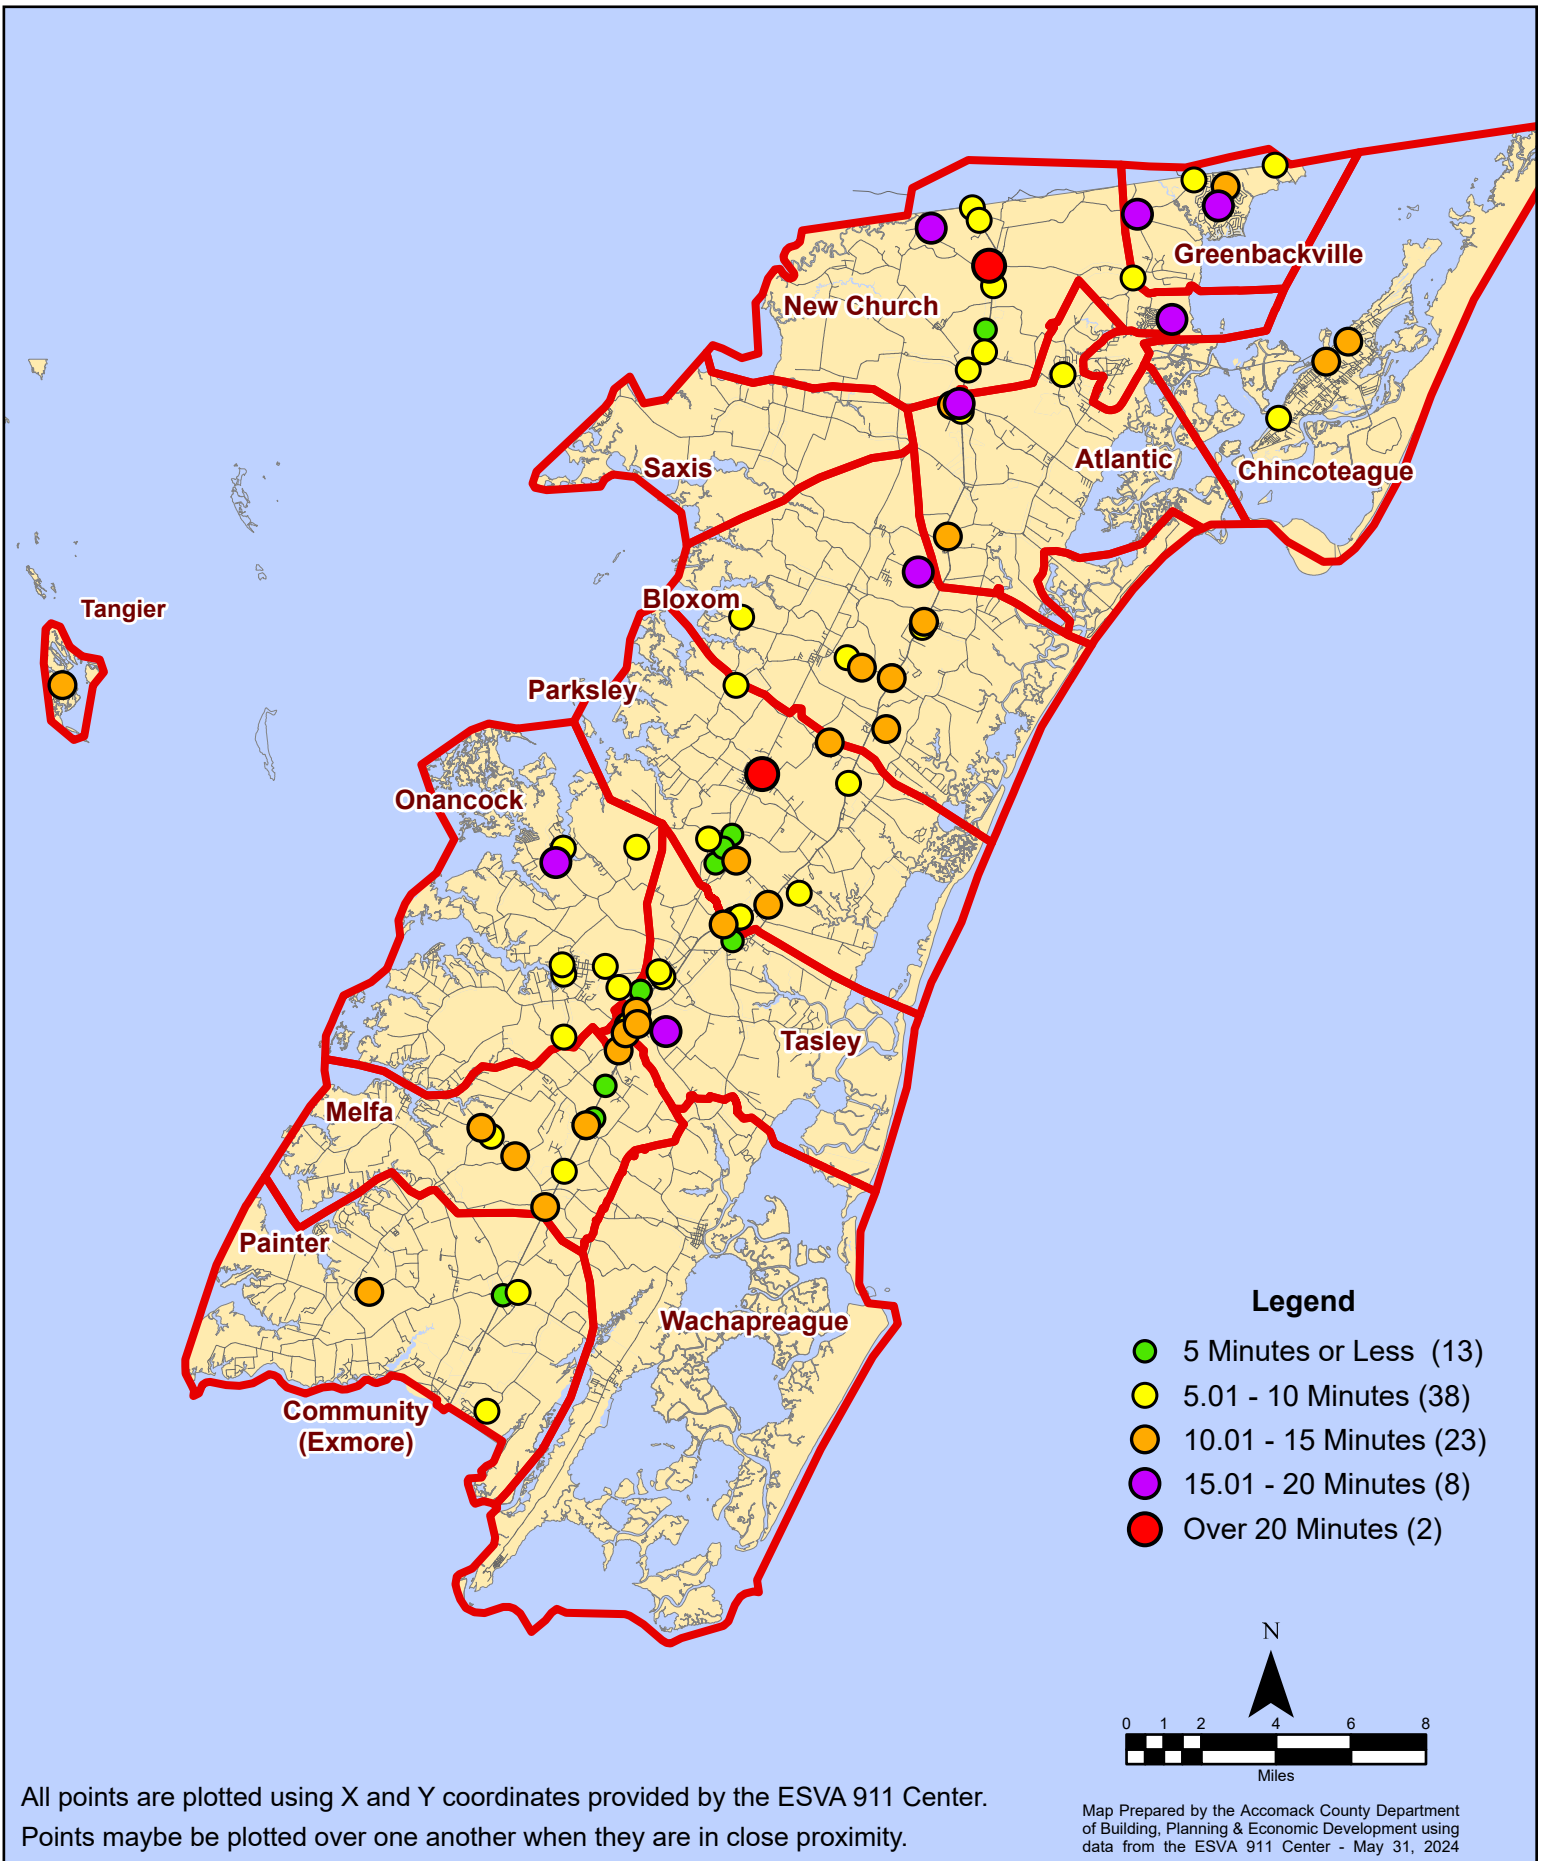 Greenbackville
New Church
Atlantic
Chincoteague
Saxis
Bloxom
Tangier
Parksley
Onancock
Tasley
Melfa
Painter
Wachapreague
Community
(Exmore)
Legend
5 Minutes or Less (13)
5.01 - 10 Minutes (38)
10.01 - 15 Minutes (23)
15.01 - 20 Minutes (8)
Over 20 Minutes (2)
N
0 1 2 4 6 8
Miles
All points are plotted using X and Y coordinates provided by the ESVA 911 Center.
Points maybe be plotted over one another when they are in close proximity.
Map Prepared by the Accomack County Department
of Building, Planning & Economic Development using
data from the ESVA 911 Center - May 31, 2024